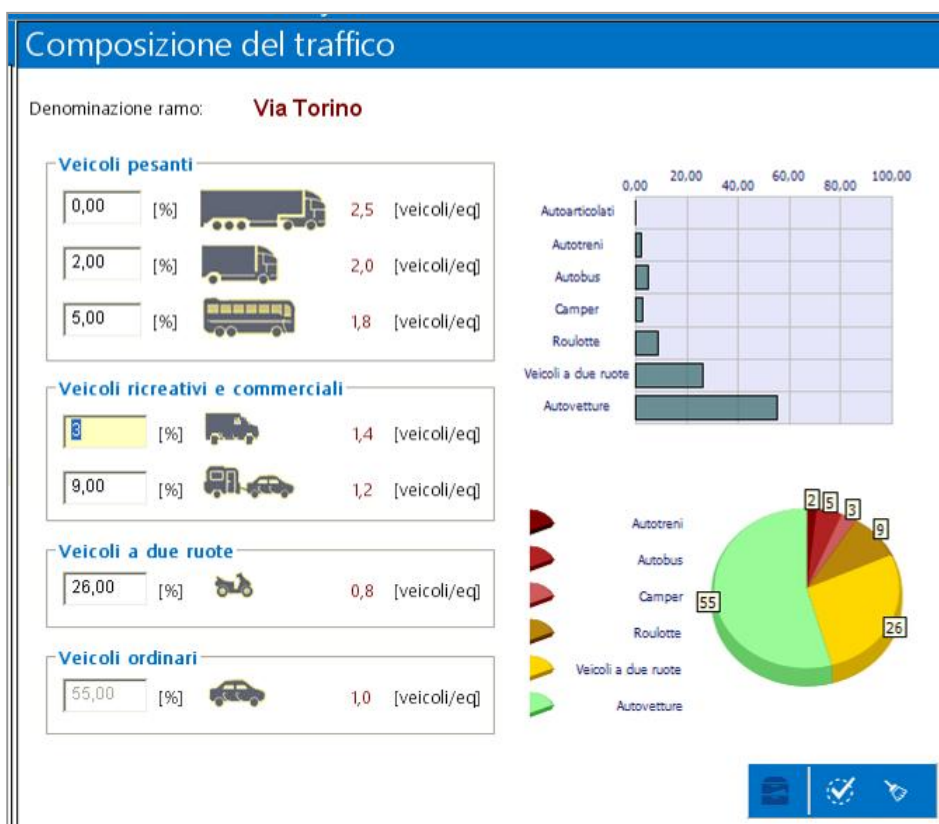 Composizione del traffico
Denominazione ramo: Via Torino
Veicoli pesanti
0,00 [%] 2,5 [veicoli/eq]
2,00 [%] 2,0 [veicoli/eq]
5,00 [%] 1,8 [veicoli/eq]
Veicoli ricreativi e commerciali
3 [%] 1,4 [veicoli/eq]
9,00 [%] 1,2 [veicoli/eq]
Veicoli a due ruote
26,00 [%] 0,8 [veicoli/eq]
Veicoli ordinari
55,00 [%] 1,0 [veicoli/eq]
0,00 20,00 40,00 60,00 80,00 100,00
Autoarticolati
Autotreni
Autobus
Camper
Roulotte
Veicoli a due ruote
Autovetture
Autotreni
Autobus
Camper
Roulotte
Veicoli a due ruote
Autovetture
2
5
3
9
26
55